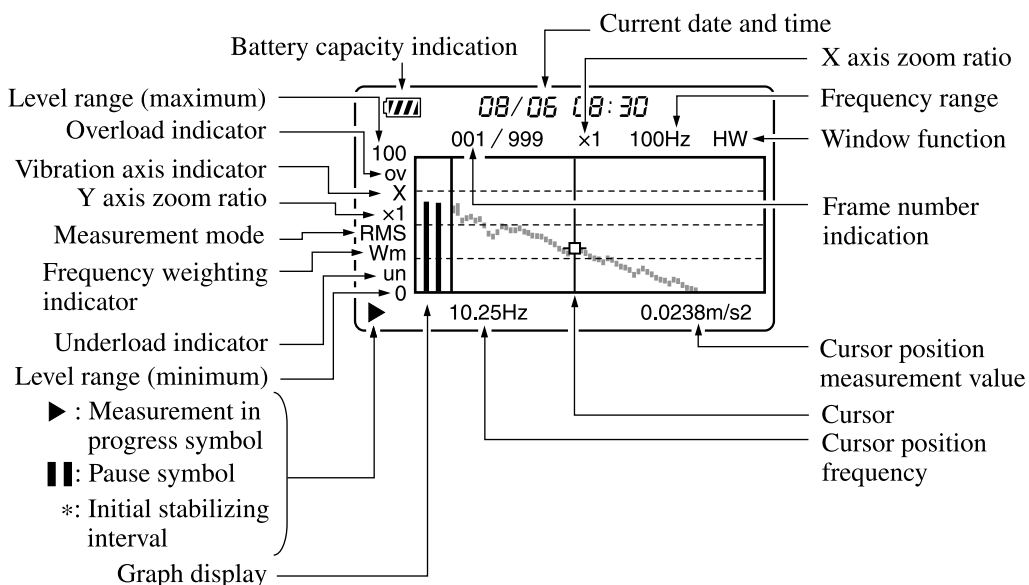 Current date and time
Battery capacity indication
X axis zoom ratio
Level range (maximum)
08/06 18:30
Frequency range
Overload indicator
001 / 999 ×1 100Hz HW
Window function
100
ov
Vibration axis indicator
X
Y axis zoom ratio
×1
Frame number
indication
Measurement mode
RMS
Wm
Frequency weighting
indicator
un
0
10.25Hz 0.0238m/s2
Underload indicator
Level range (minimum)
Cursor position
measurement value
▶ : Measurement in
progress symbol
Cursor
Cursor position
frequency
▌▌: Pause symbol
*: Initial stabilizing
interval
Graph display